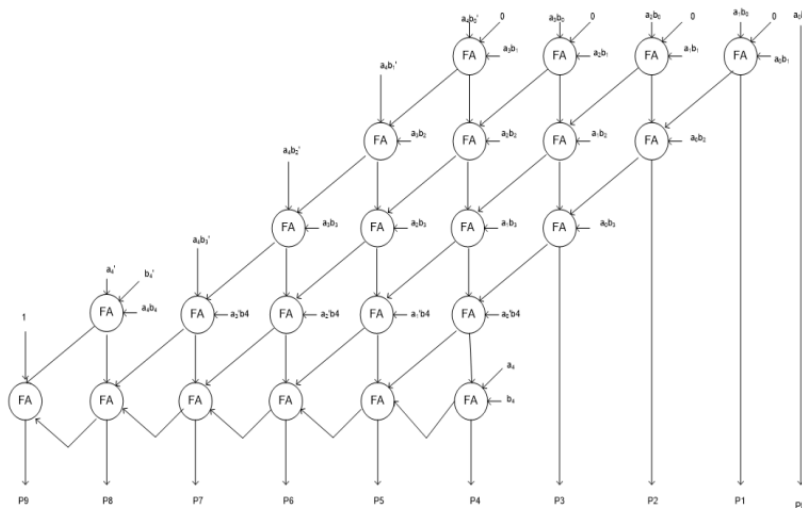 a₄b₀' 0 a₃b₀ 0 a₂b₀ 0 a₁b₀ 0
FA a₃b₁ FA a₂b₁ FA a₁b₁ FA a₀b₁
a₄b₁'
FA a₃b₂ FA a₂b₂ FA a₁b₂ FA a₀b₂
a₄b₂'
FA a₃b₃ FA a₂b₃ FA a₁b₃ FA a₀b₃
a₄b₃'
a₄' b₄'
FA a₄b₄ FA a₂'b4 FA a₂'b4 FA a₁'b4 FA a₀'b4
1
a₄
FA FA FA FA FA FA b₄
P9 P8 P7 P6 P5 P4 P3 P2 P1